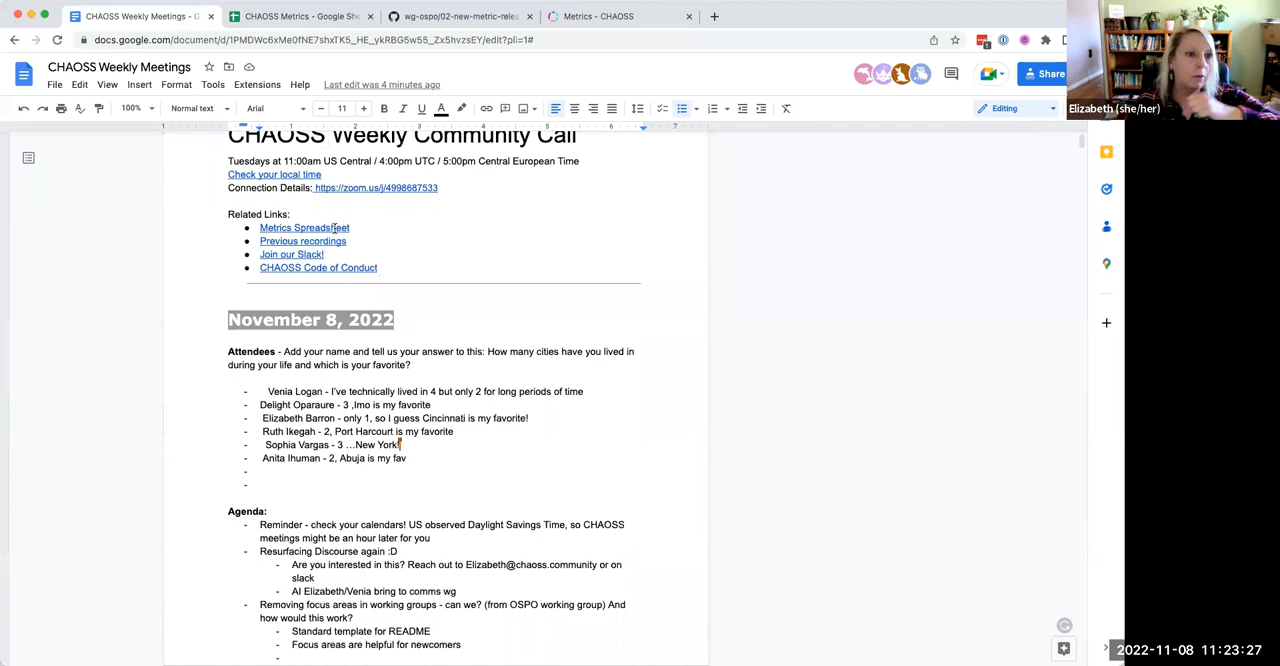 CHAOSS Weekly Meetings - G
CHAOSS Metrics - Google She
wg-ospo/02-new-metric-relea
Metrics - CHAOSS
docs.google.com/document/d/1PMDWc6xMe0fNE7shxTK5_HE_ykRBG5w55_Zx5hvzsEY/edit?pli=1#
CHAOSS Weekly Meetings
Share
File Edit View Insert Format Tools Extensions Help Last edit was 4 minutes ago
Elizabeth (she/her)
100% Normal text Arial 11 Editing
CHAOSS Weekly Community Call
Tuesdays at 11:00am US Central / 4:00pm UTC / 5:00pm Central European Time
Check your local time
Connection Details: https://zoom.us/j/4998687533
Related Links:
● Metrics Spreadsheet
● Previous recordings
● Join our Slack!
● CHAOSS Code of Conduct
November 8, 2022
Attendees - Add your name and tell us your answer to this: How many cities have you lived in
during your life and which is your favorite?
- Venia Logan - I've technically lived in 4 but only 2 for long periods of time
- Delight Oparaure - 3 ,Imo is my favorite
- Elizabeth Barron - only 1, so I guess Cincinnati is my favorite!
- Ruth Ikegah - 2, Port Harcourt is my favorite
- Sophia Vargas - 3 …New York!
- Anita Ihuman - 2, Abuja is my fav
-
-
Agenda:
- Reminder - check your calendars! US observed Daylight Savings Time, so CHAOSS
meetings might be an hour later for you
- Resurfacing Discourse again :D
- Are you interested in this? Reach out to Elizabeth@chaoss.community or on
slack
- AI Elizabeth/Venia bring to comms wg
- Removing focus areas in working groups - can we? (from OSPO working group) And
how would this work?
- Standard template for README
- Focus areas are helpful for newcomers
-
2022-11-08 11:23:27